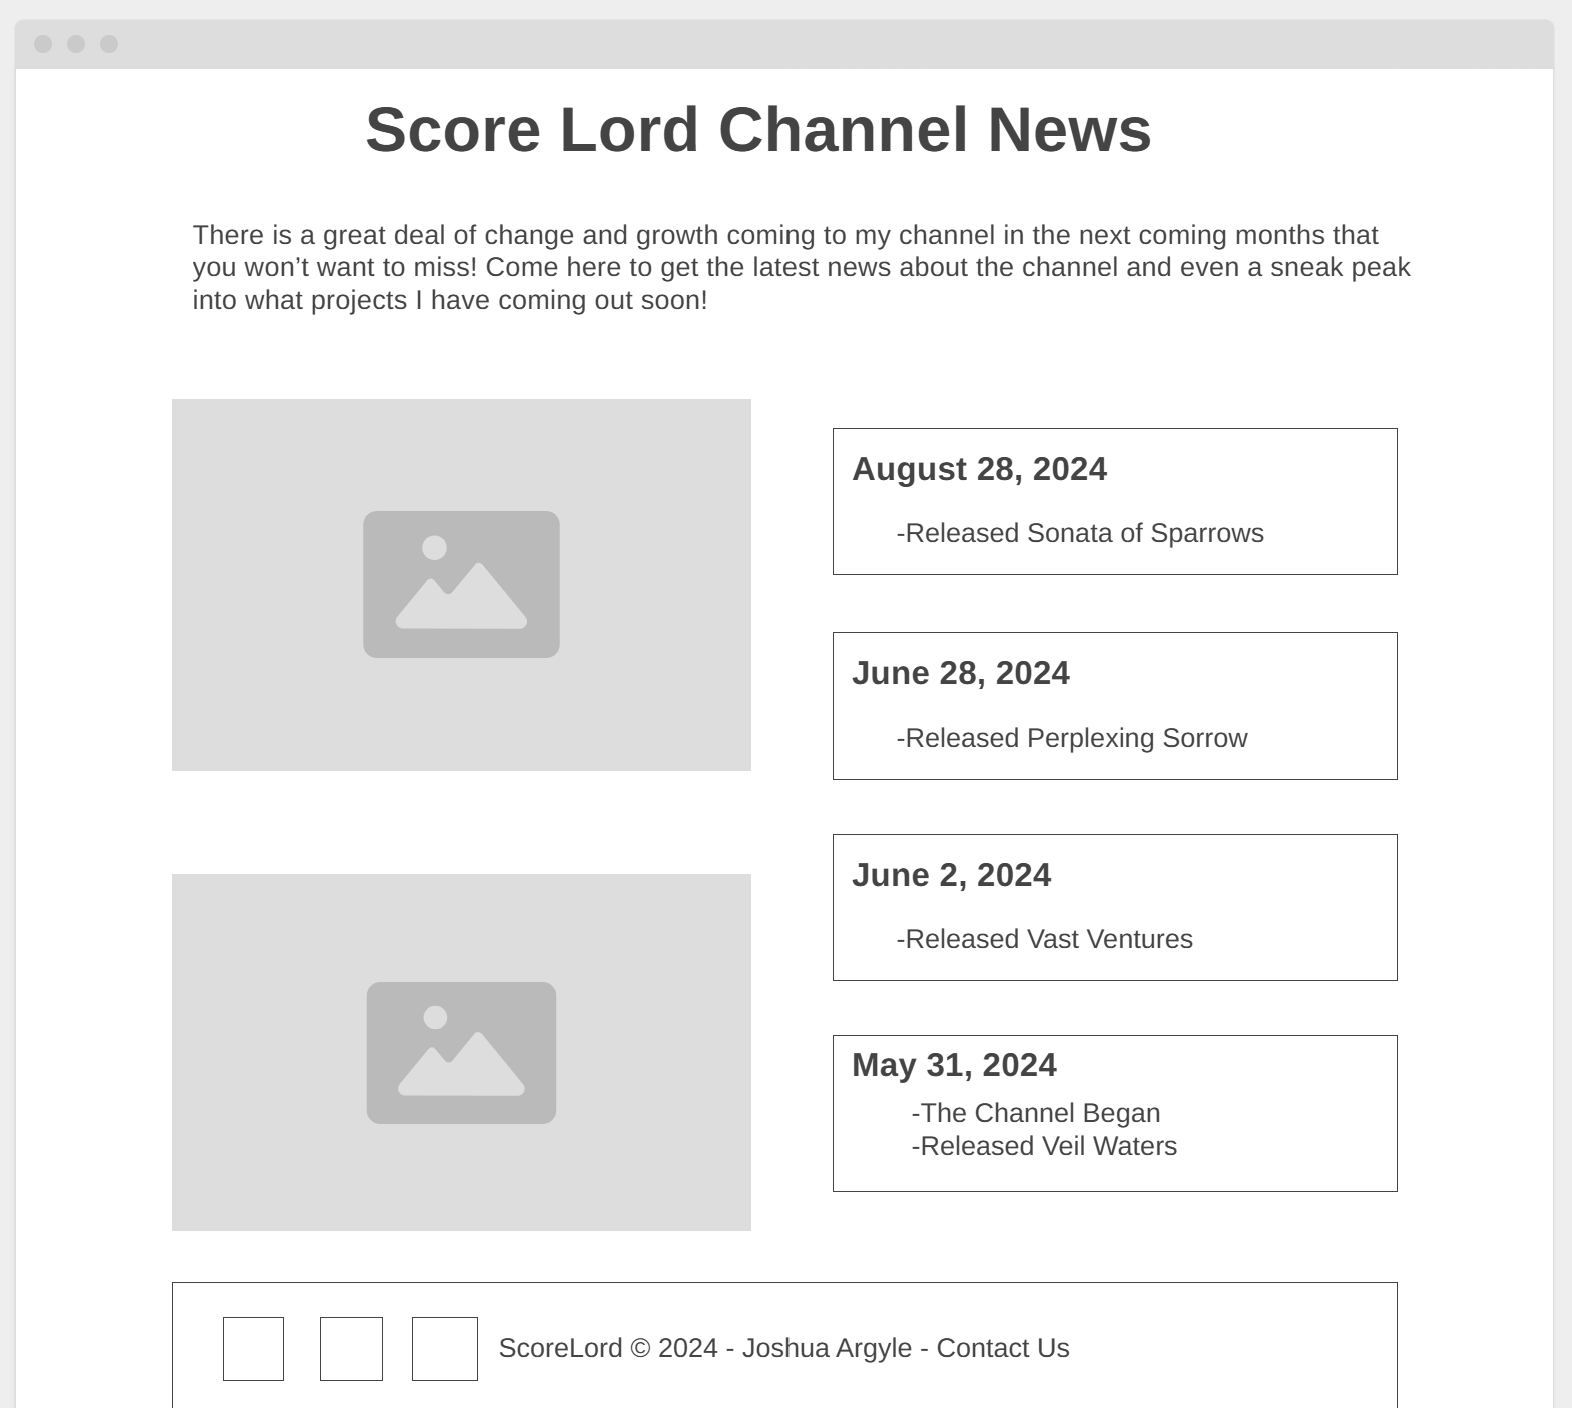 Score Lord Channel News
There is a great deal of change and growth coming to my channel in the next coming months that
you won’t want to miss! Come here to get the latest news about the channel and even a sneak peak
into what projects I have coming out soon!
August 28, 2024
-Released Sonata of Sparrows
June 28, 2024
-Released Perplexing Sorrow
June 2, 2024
-Released Vast Ventures
May 31, 2024
-The Channel Began
-Released Veil Waters
ScoreLord © 2024 - Joshua Argyle - Contact Us